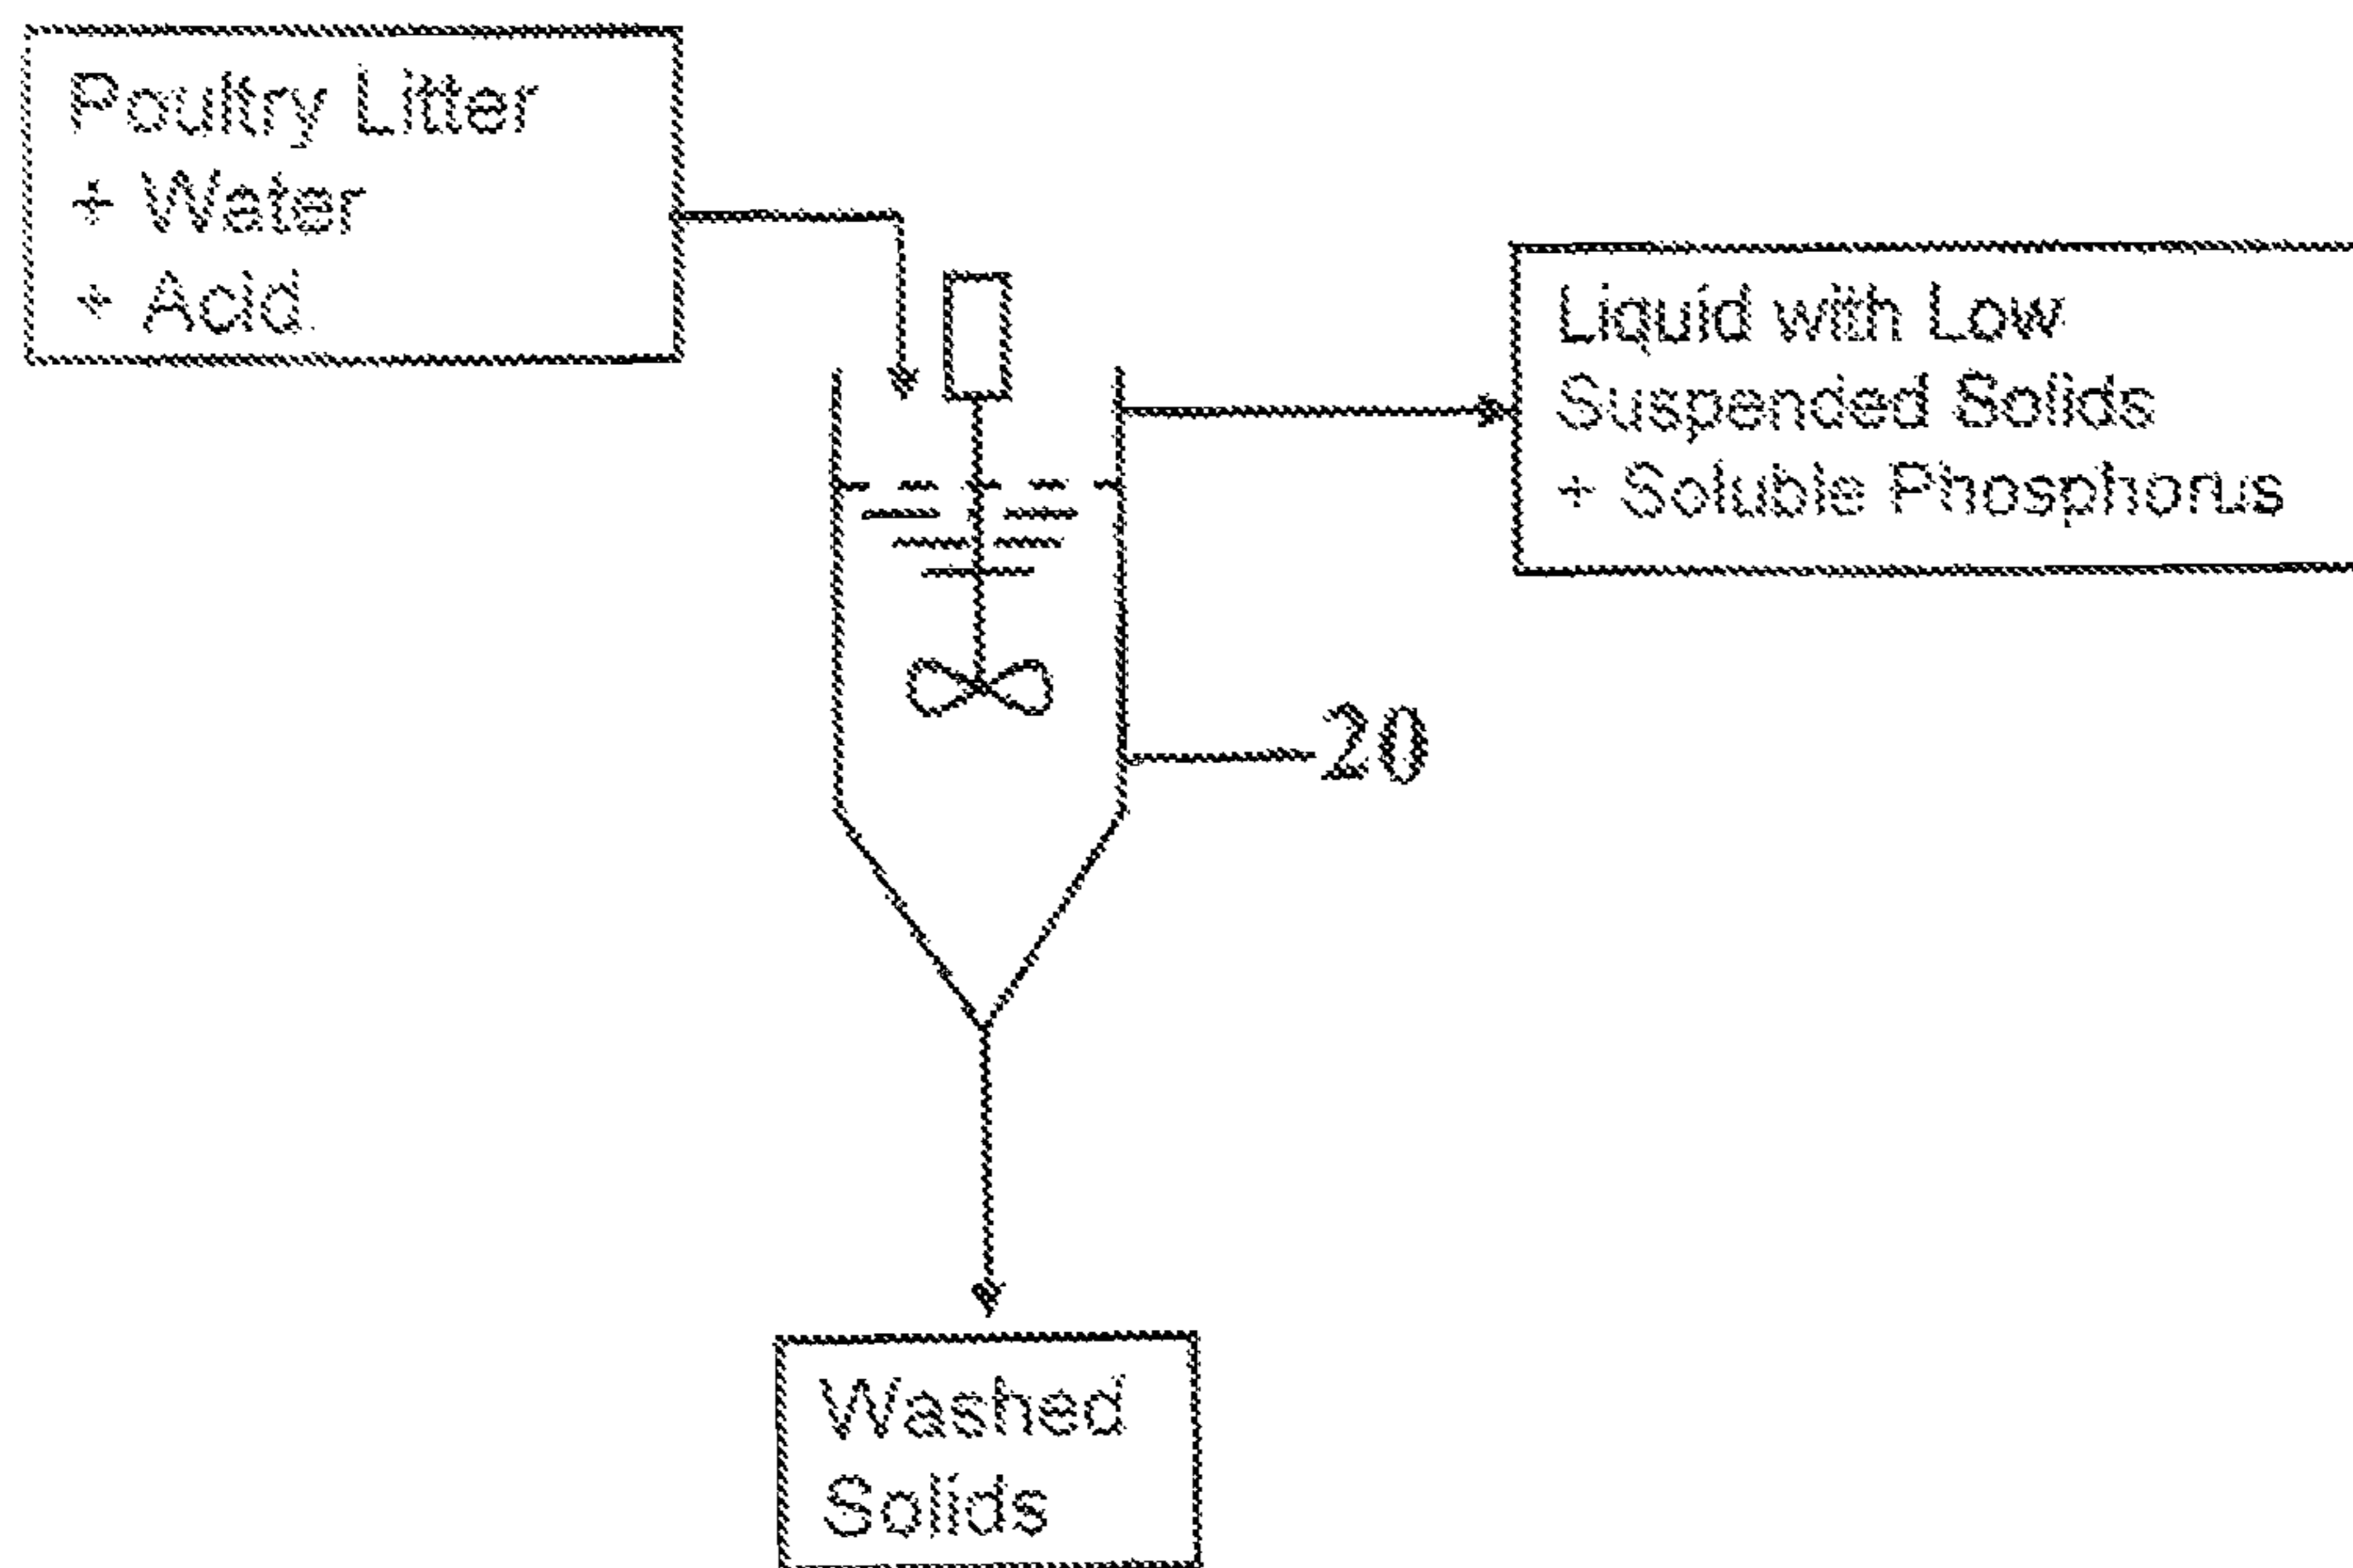 Poultry Litter
+ Water
+ Acid
Liquid with Low
Suspended Solids
+ Soluble Phosphorus
20
Washed
Solids